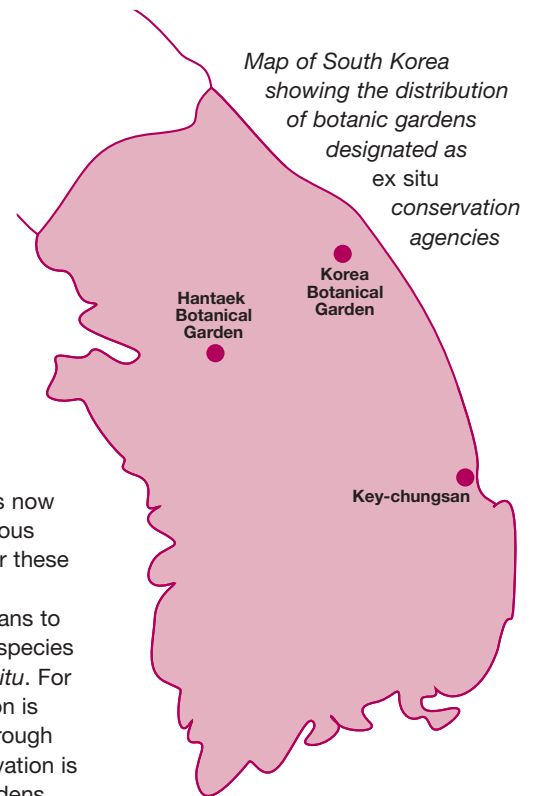 Map of South Korea
showing the distribution
of botanic gardens
designated as
ex situ
conservation
agencies
Korea
Botanical
Garden
Hantaek
Botanical
Garden
Key-chungsan
s now
ous
r these
ans to
species
itu. For
on is
rough
vation is
dens